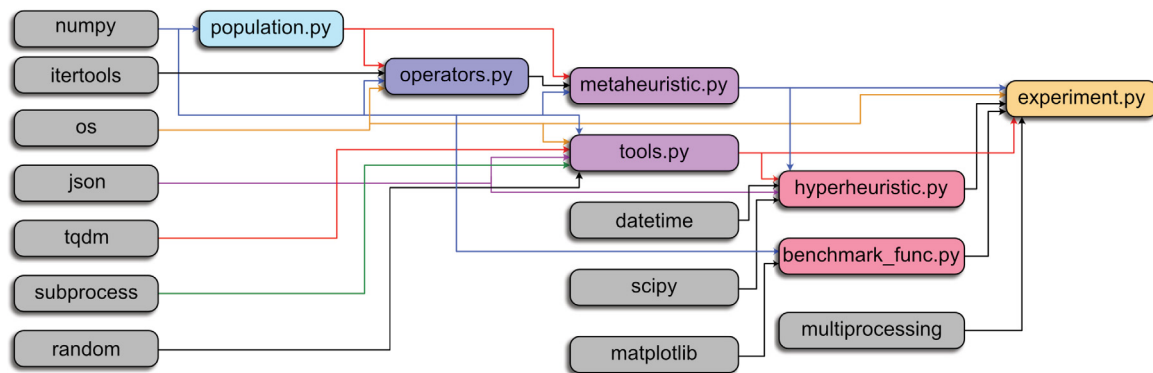 numpy
population.py
itertools
operators.py
metaheuristic.py
experiment.py
os
tools.py
json
hyperheuristic.py
datetime
tqdm
benchmark_func.py
subprocess
scipy
multiprocessing
random
matplotlib